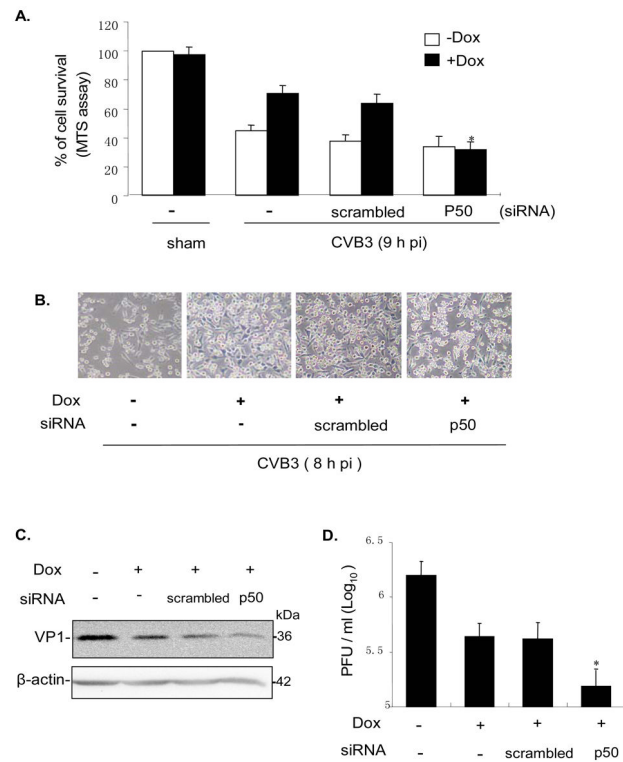 A.
120
100
80
60
40
20
0
% of cell survival
(MTS assay)
-Dox
+Dox
*
- - scrambled P50 (siRNA)
sham CVB3 (9 h pi)
B.
Dox - + + +
siRNA - - scrambled p50
CVB3 ( 8 h pi )
C.
Dox - + + +
siRNA - - scrambled p50
kDa
VP1- -36
β-actin- -42
D.
6.5
6
5.5
5
PFU / ml (Log10)
*
Dox - + + +
siRNA - - scrambled p50